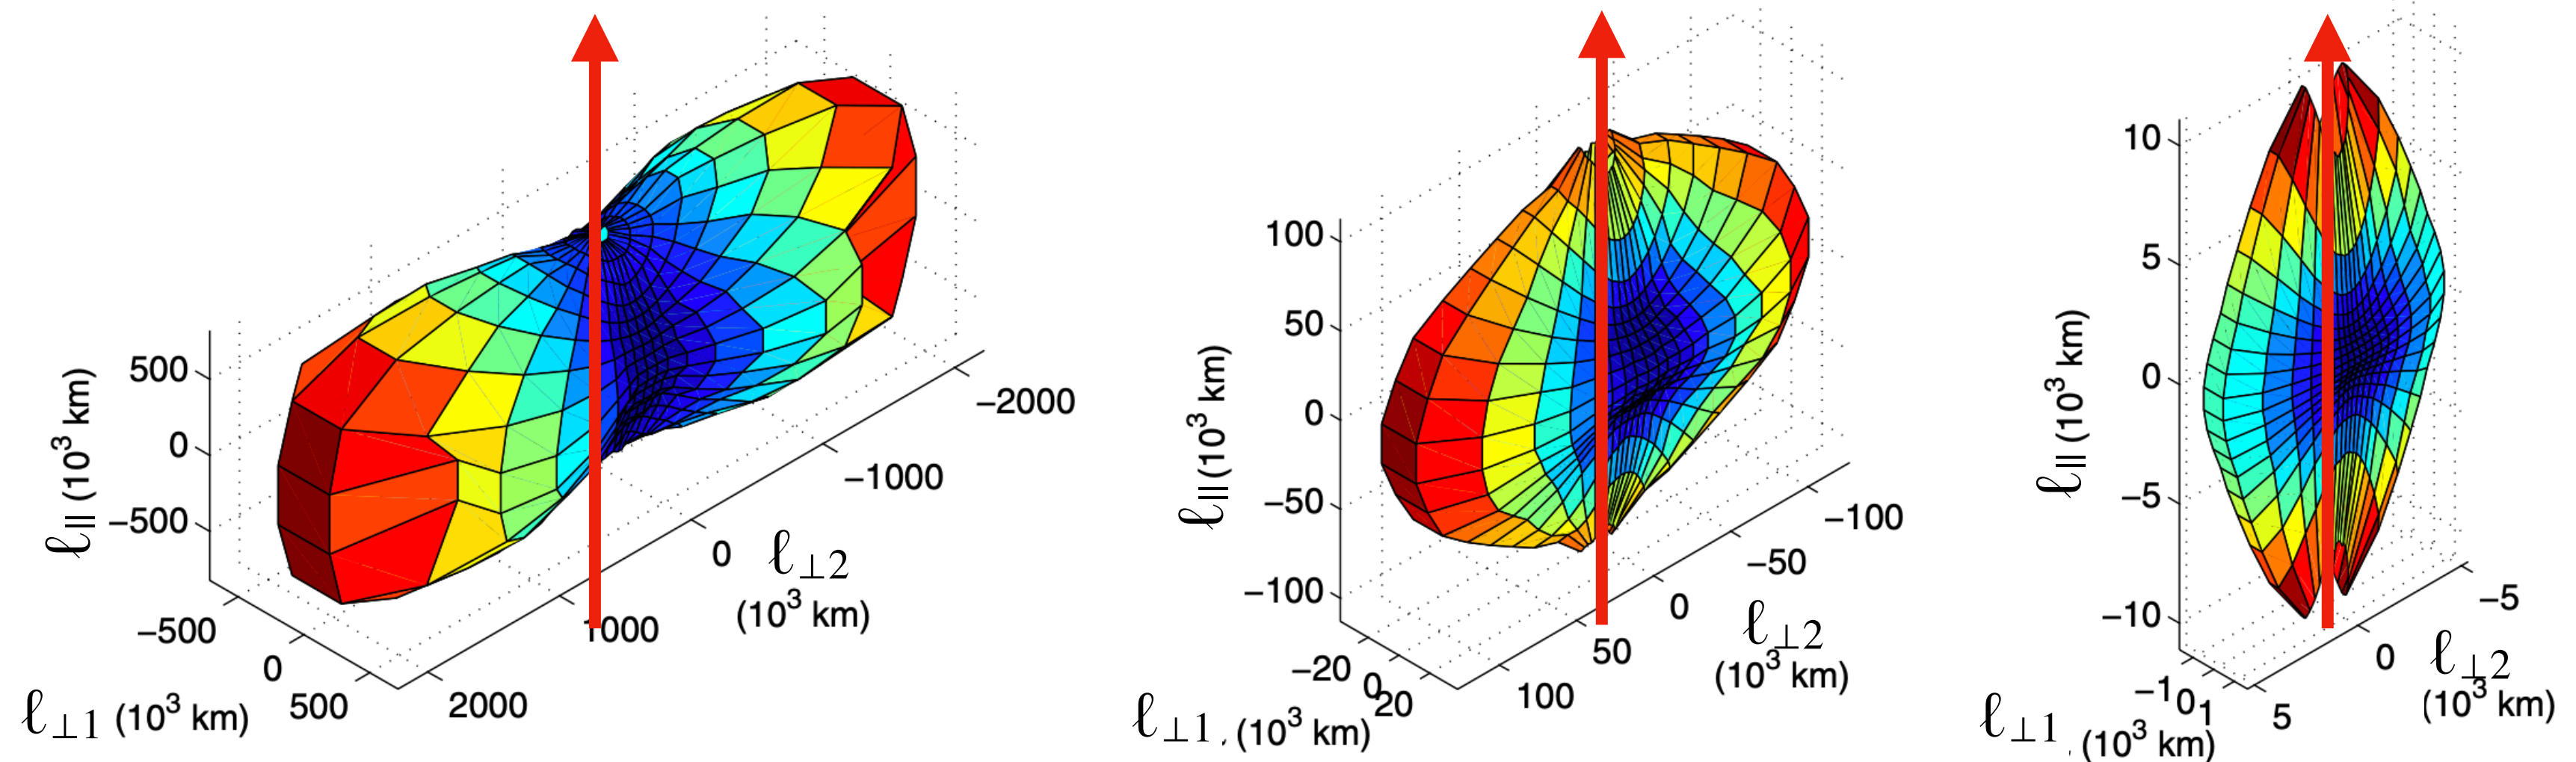 ℓ∥ (10³ km)
500
0
−500
−500
0
500
ℓ⊥1 (10³ km)
2000
1000
0
−1000
−2000
ℓ⊥2
(10³ km)
ℓ∥ (10³ km)
100
50
0
−50
−100
−20
0
20
ℓ⊥1, (10³ km)
100
50
0
−50
−100
ℓ⊥2
(10³ km)
ℓ∥ (10³ km)
10
5
0
−5
−10
−1
0
1
ℓ⊥1, (10³ km)
5
0
−5
ℓ⊥2
(10³ km)